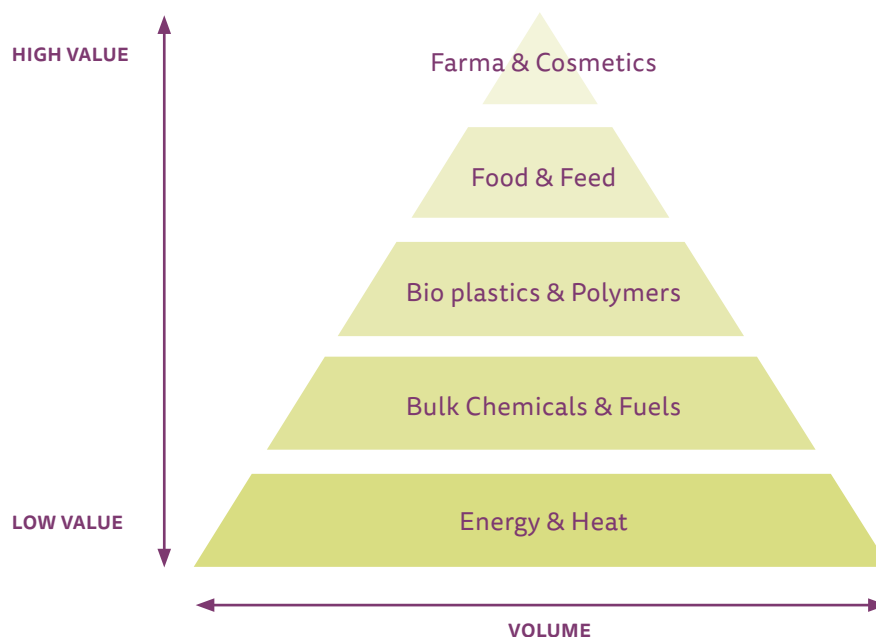 HIGH VALUE
Farma & Cosmetics
Food & Feed
Bio plastics & Polymers
Bulk Chemicals & Fuels
Energy & Heat
LOW VALUE
VOLUME